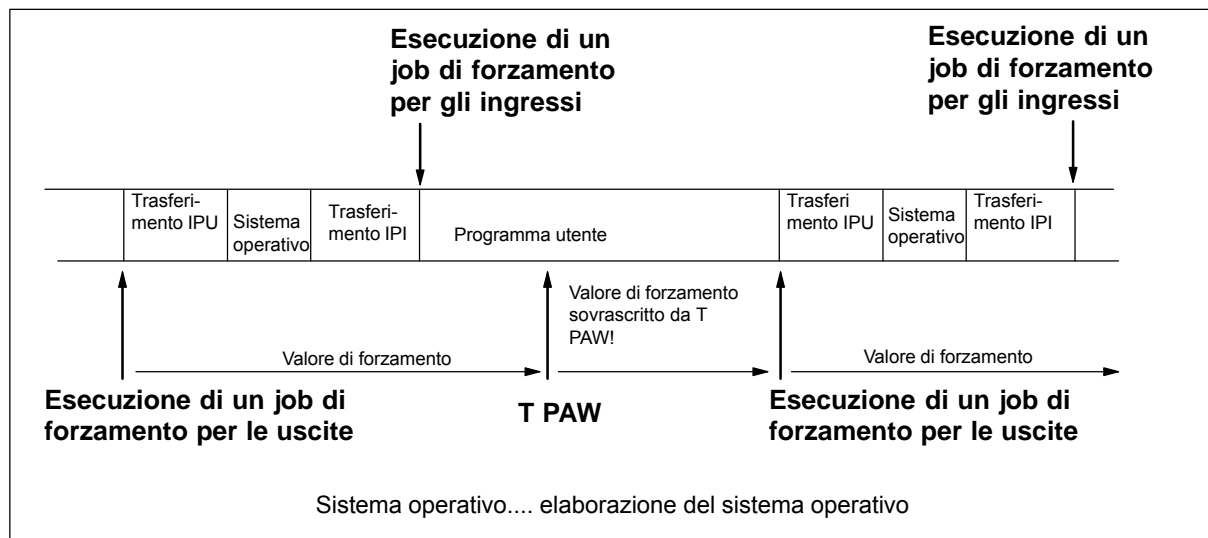 Esecuzione di un
job di forzamento
per gli ingressi
Esecuzione di un
job di forzamento
per gli ingressi
Trasferi-
mento IPU
Sistema
operativo
Trasferi-
mento IPI
Programma utente
Trasferi
mento IPU
Sistema
operativo
Trasferi-
mento IPI
Valore di forzamento
Valore di forzamento
sovrascritto da T
PAW!
Valore di forzamento
Esecuzione di un job di
forzamento per le uscite
T PAW
Esecuzione di un job di
forzamento per le uscite
Sistema operativo.... elaborazione del sistema operativo